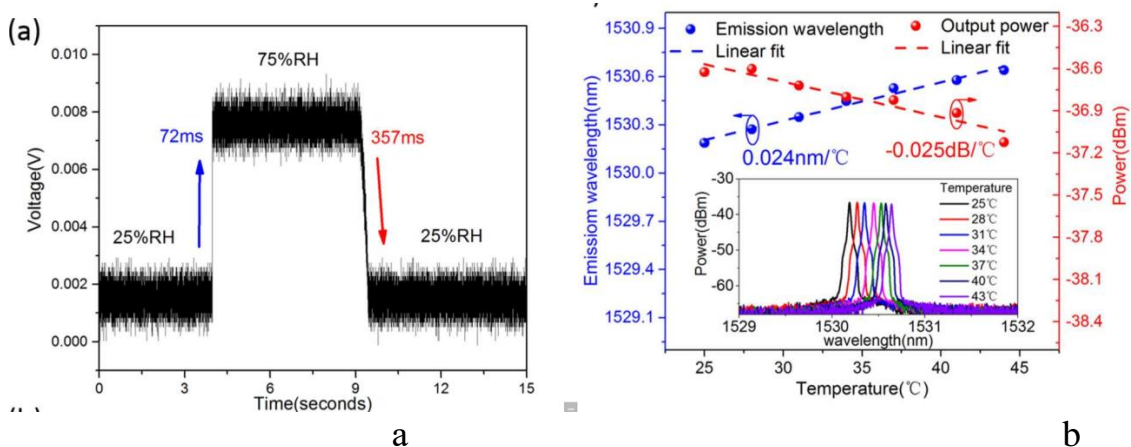 (a)
0.010
0.008
0.006
0.004
0.002
0.000
Voltage(V)
75%RH
72ms
357ms
25%RH
25%RH
0 3 6 9 12 15
Time(seconds)
a
1530.9
1530.6
1530.3
1530.0
1529.7
1529.4
1529.1
Emission wavelength(nm)
Emission wavelength
Linear fit
Output power
Linear fit
0.024nm/℃
-0.025dB/℃
-30
-40
-50
-60
Power(dBm)
Temperature
25℃
28℃
31℃
34℃
37℃
40℃
43℃
1529 1530 1531 1532
wavelength(nm)
25 30 35 40 45
Temperature(℃)
-36.3
-36.6
-36.9
-37.2
-37.5
-37.8
-38.1
-38.4
Power(dBm)
b